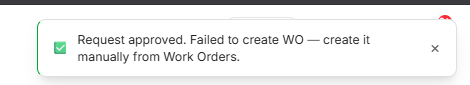 Request approved. Failed to create WO — create it
manually from Work Orders.